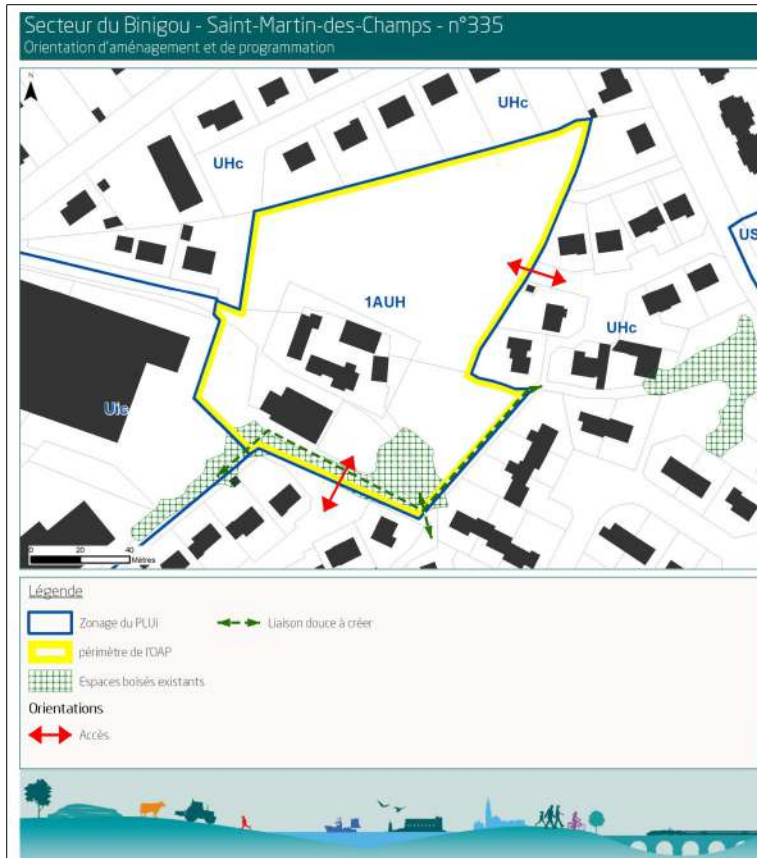 Secteur du Binigou - Saint-Martin-des-Champs - n°335
Orientation d'aménagement et de programmation
N
UHc
UHc
US
1AUH
UHc
Uic
0 20 40
Mètres
Légende
Zonage du PLUi
Liaison douce à créer
périmètre de l'OAP
Espaces boisés existants
Orientations
Accès